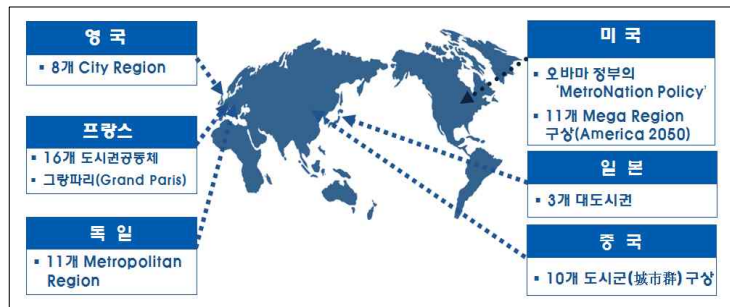 영 국
▪ 8개 City Region
프랑스
▪ 16개 도시권공동체
▪ 그랑파리(Grand Paris)
독 일
▪ 11개 Metropolitan
Region
미 국
▪ 오바마 정부의
‘MetroNation Policy’
▪ 11개 Mega Region
구상(America 2050)
일 본
▪ 3개 대도시권
중 국
▪ 10개 도시군(城市群) 구상